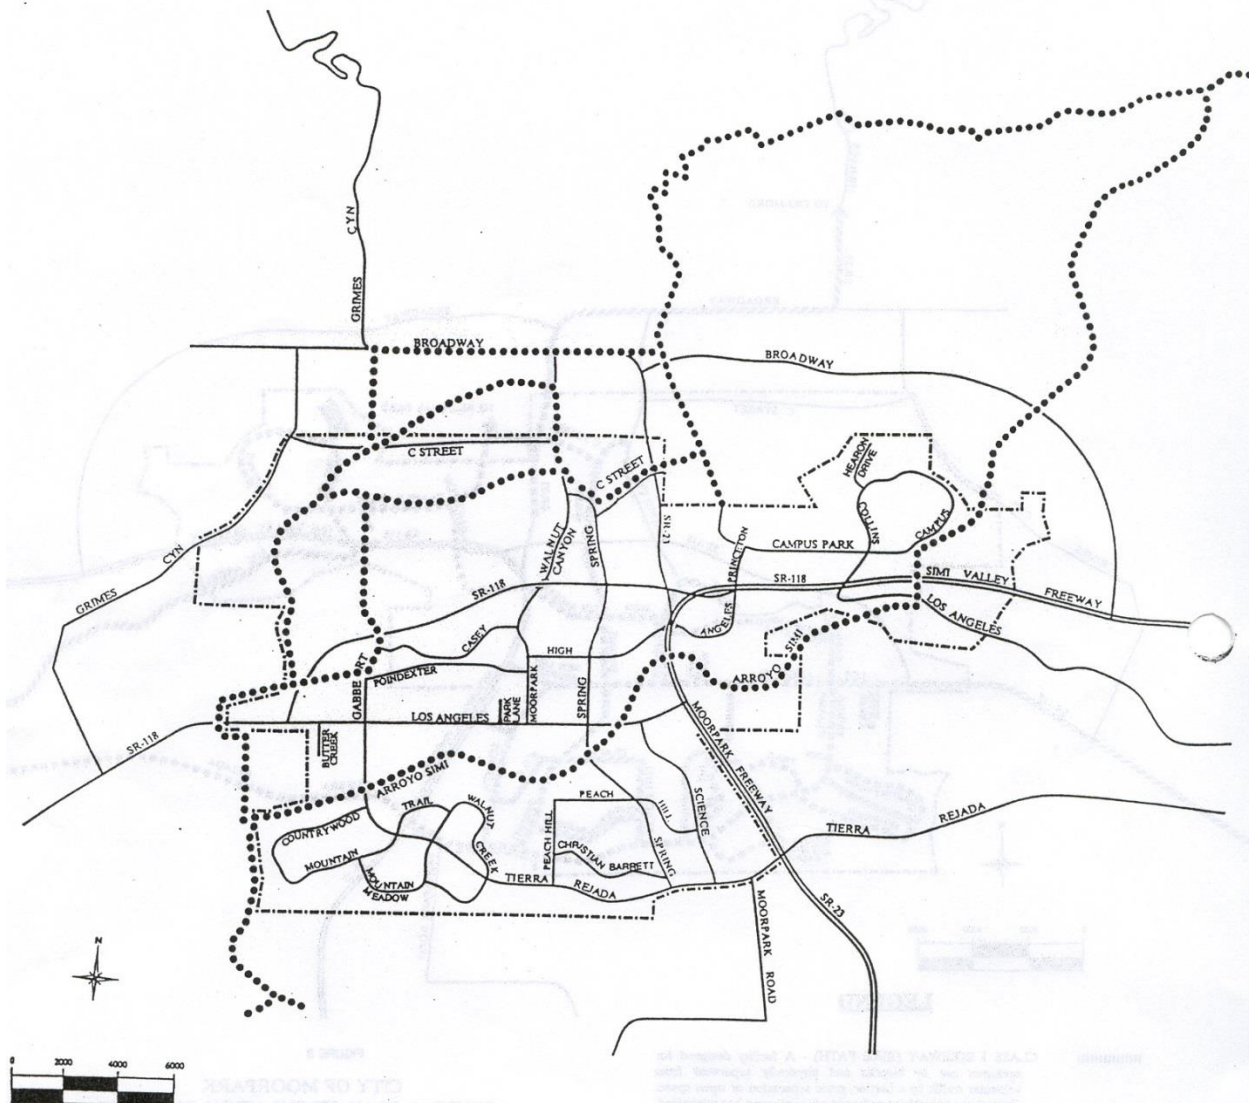 GRIMES CYN
BROADWAY
BROADWAY
C STREET
C STREET
HEARON DRIVE
COLLINS
CAMPUS
CAMPUS PARK
WALNUT CANYON
SPRING
SR-23
PRINCETON
GRIMES CYN
SR-118
SR-118
SIMI VALLEY FREEWAY
LOS ANGELES
ANGELES
CASEY
HIGH
ARROYO SIMI
POINDEXTER
GABBERT
PARK LANE
MOORPARK
SPRING
LOS ANGELES
SR-118
BUTTER CREEK
MOORPARK FREEWAY
ARROYO SIMI
TRAIL
WALNUT CREEK
PEACH HILL
SCIENCE
COUNTRYWOOD
MOUNTAIN
MOUNTAIN MEADOW
PEACH HILL
CHRISTIAN BARRETT
SPRING
TIERRA REJADA
TIERRA REJADA
MOORPARK ROAD
SR-23
N
0 2000 4000 6000